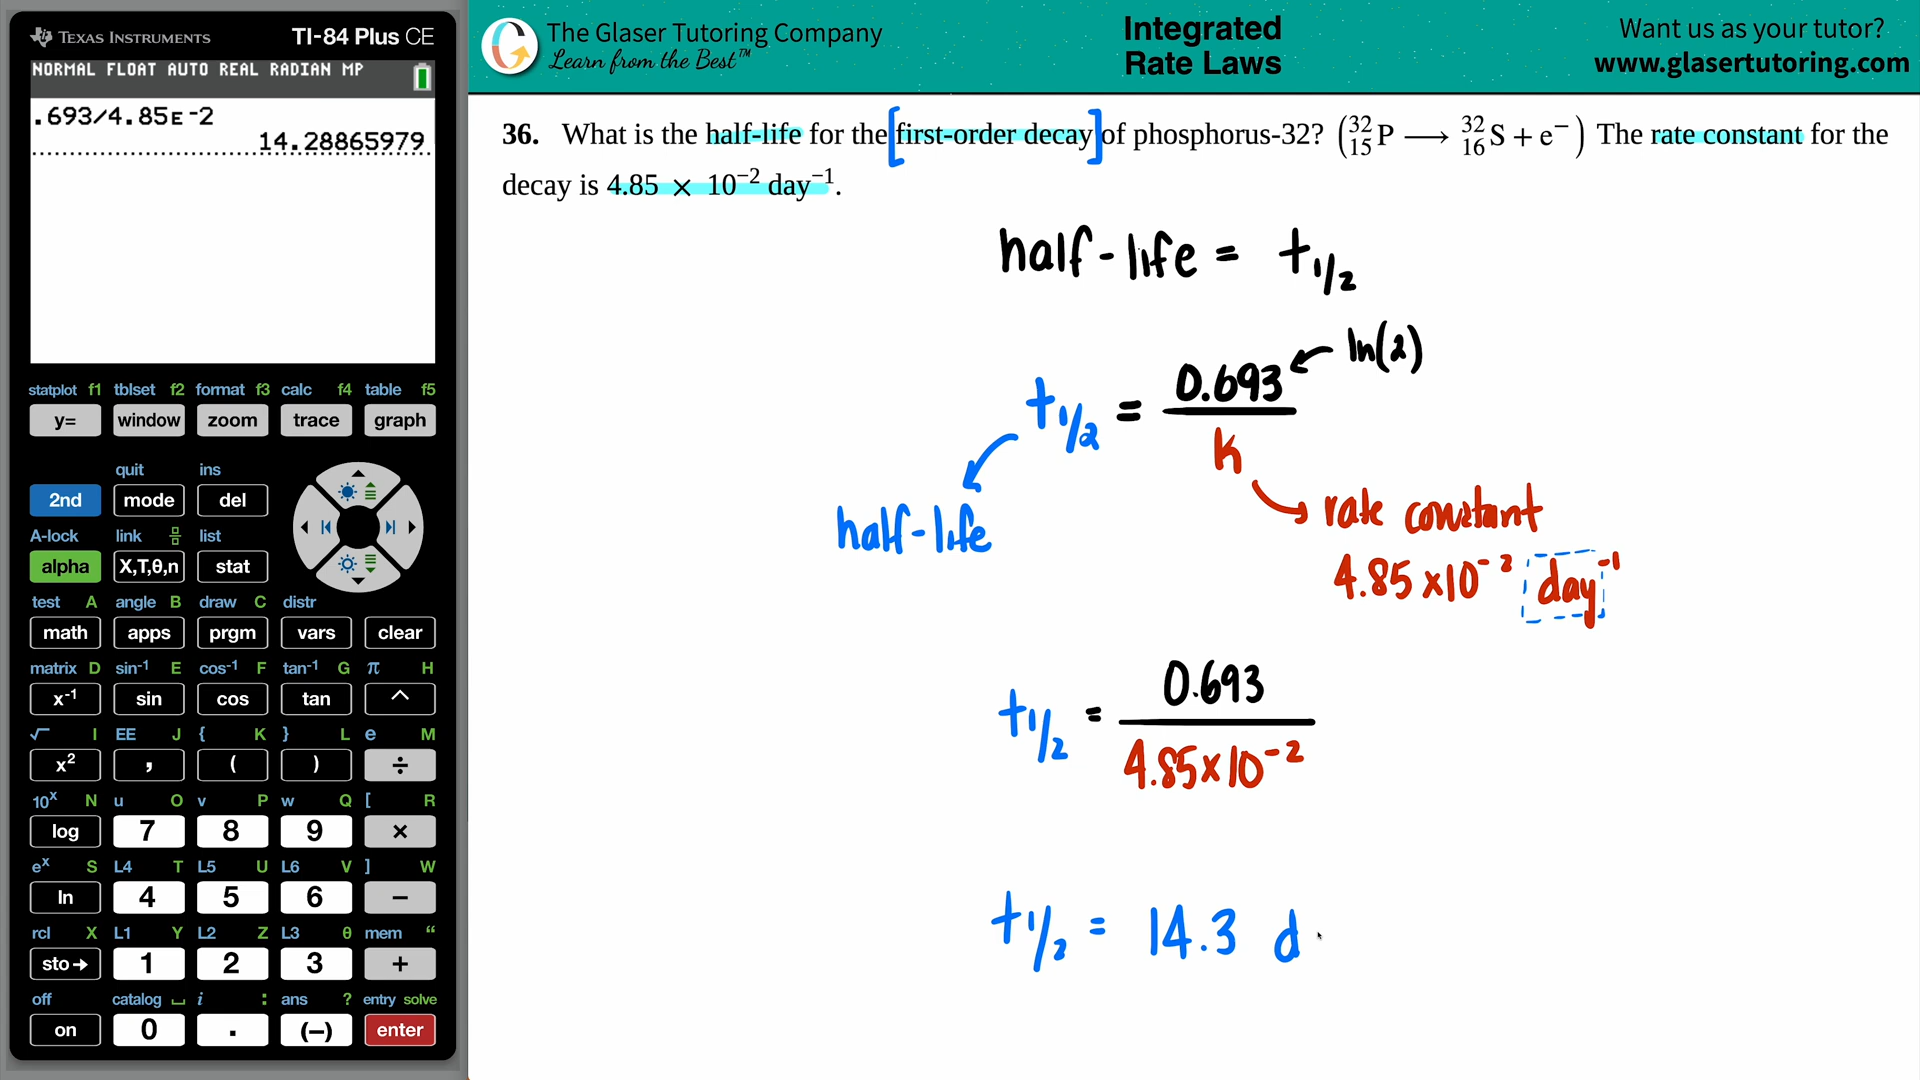 TEXAS INSTRUMENTS TI-84 Plus CE
NORMAL FLOAT AUTO REAL RADIAN MP
.693/4.85E-2
14.28865979
statplot f1 tblset f2 format f3 calc f4 table f5
y= window zoom trace graph
quit ins
2nd mode del
A-lock link list
alpha X,T,θ,n stat
test A angle B draw C distr
math apps prgm vars clear
matrix D sin⁻¹ E cos⁻¹ F tan⁻¹ G π H
x⁻¹ sin cos tan ^
√ I EE J { K } L e M
x² , ( ) ÷
10ˣ N u O v P w Q [ R
log 7 8 9 ×
eˣ S L4 T L5 U L6 V ] W
ln 4 5 6 −
rcl X L1 Y L2 Z L3 θ mem “
sto→ 1 2 3 +
off catalog ␣ i : ans ? entry solve
on 0 . (−) enter
The Glaser Tutoring Company
Learn from the Best™
Integrated
Rate Laws
Want us as your tutor?
www.glasertutoring.com
36. What is the half-life for the [first-order decay] of phosphorus-32? (³²₁₅P ⟶ ³²₁₆S + e⁻) The rate constant for the
decay is 4.85 × 10⁻² day⁻¹.
half-life = t1/2
t1/2 = 0.693 / k ← ln(2)
half-life
rate constant
4.85 x10⁻² day⁻¹
t1/2 = 0.693 / 4.85x10⁻²
t1/2 = 14.3 d